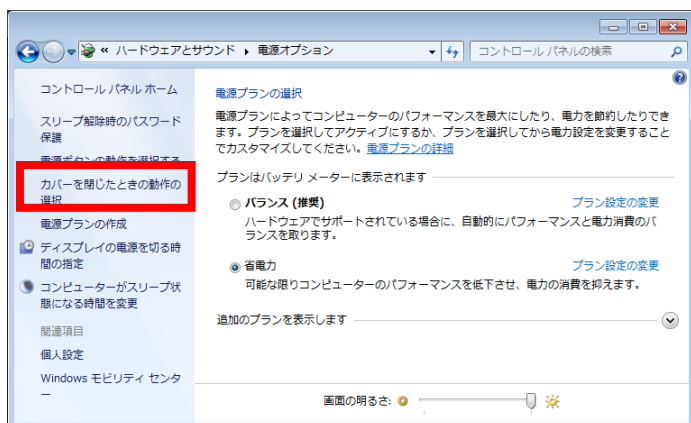 « ハードウェアとサウンド ▸ 電源オプション
コントロール パネルの検索
コントロール パネル ホーム
スリープ解除時のパスワード
保護
電源ボタンの動作を選択する
カバーを閉じたときの動作の
選択
電源プランの作成
ディスプレイの電源を切る時
間の指定
コンピューターがスリープ状
態になる時間を変更
関連項目
個人設定
Windows モビリティ センタ
ー
電源プランの選択
電源プランによってコンピューターのパフォーマンスを最大にしたり、電力を節約したりでき
ます。プランを選択してアクティブにするか、プランを選択してから電力設定を変更すること
でカスタマイズしてください。電源プランの詳細
プランはバッテリ メーターに表示されます
バランス (推奨) プラン設定の変更
ハードウェアでサポートされている場合に、自動的にパフォーマンスと電力消費のバ
ランスを取ります。
省電力 プラン設定の変更
可能な限りコンピューターのパフォーマンスを低下させ、電力の消費を抑えます。
追加のプランを表示します
画面の明るさ: